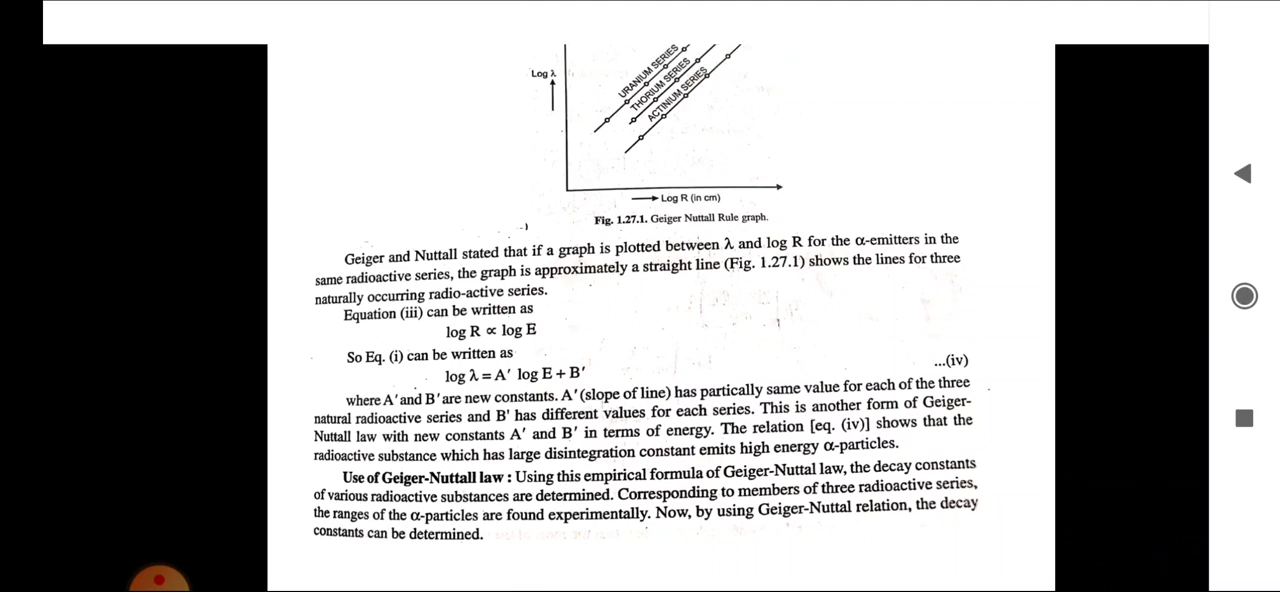 Log λ
URANIUM SERIES
THORIUM SERIES
ACTINIUM SERIES
Log R (in cm)
Fig. 1.27.1. Geiger Nuttall Rule graph.
Geiger and Nuttall stated that if a graph is plotted between λ and log R for the α-emitters in the
same radioactive series, the graph is approximately a straight line (Fig. 1.27.1) shows the lines for three
naturally occurring radio-active series.
Equation (iii) can be written as
log R ∝ log E
So Eq. (i) can be written as
log λ = A′ log E + B′ ...(iv)
where A′ and B′ are new constants. A′ (slope of line) has partically same value for each of the three
natural radioactive series and B' has different values for each series. This is another form of Geiger-
Nuttall law with new constants A′ and B′ in terms of energy. The relation [eq. (iv)] shows that the
radioactive substance which has large disintegration constant emits high energy α-particles.
Use of Geiger-Nuttall law : Using this empirical formula of Geiger-Nuttal law, the decay constants
of various radioactive substances are determined. Corresponding to members of three radioactive series,
the ranges of the α-particles are found experimentally. Now, by using Geiger-Nuttal relation, the decay
constants can be determined.